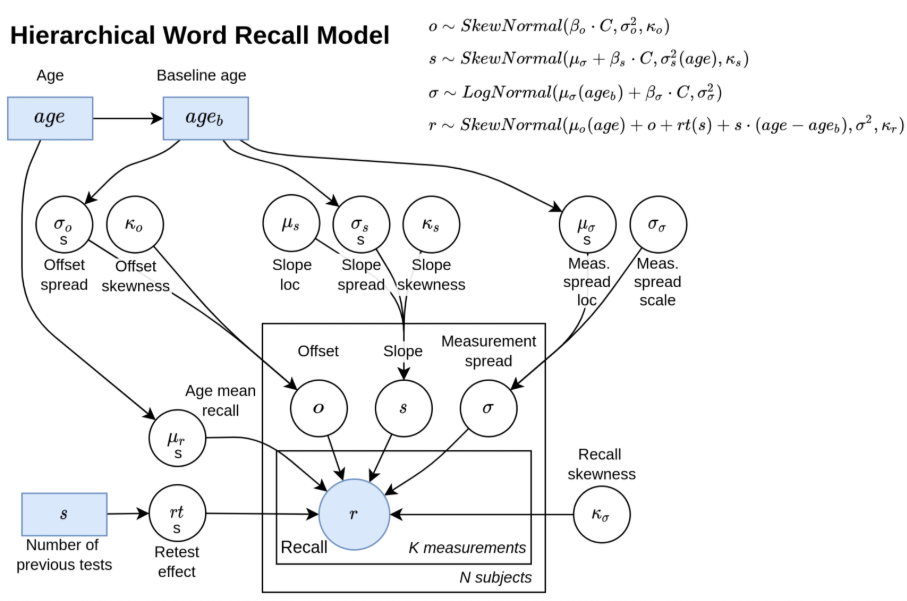 Hierarchical Word Recall Model
o ∼ SkewNormal(β_o · C, σ_o^2, κ_o)
s ∼ SkewNormal(μ_σ + β_s · C, σ_s^2(age), κ_s)
σ ∼ LogNormal(μ_σ(age_b) + β_σ · C, σ_σ^2)
r ∼ SkewNormal(μ_o(age) + o + rt(s) + s · (age − age_b), σ^2, κ_r)
Age
Baseline age
age
age_b
σ_o
s
κ_o
μ_s
σ_s
s
κ_s
μ_σ
s
σ_σ
Offset
spread
Offset
skewness
Slope
loc
Slope
spread
Slope
skewness
Meas.
spread
loc
Meas.
spread
scale
Offset
Slope
Measurement
spread
o
s
σ
Age mean
recall
μ_r
s
Recall
skewness
κ_σ
s
Number of
previous tests
rt
s
Retest
effect
r
Recall
K measurements
N subjects